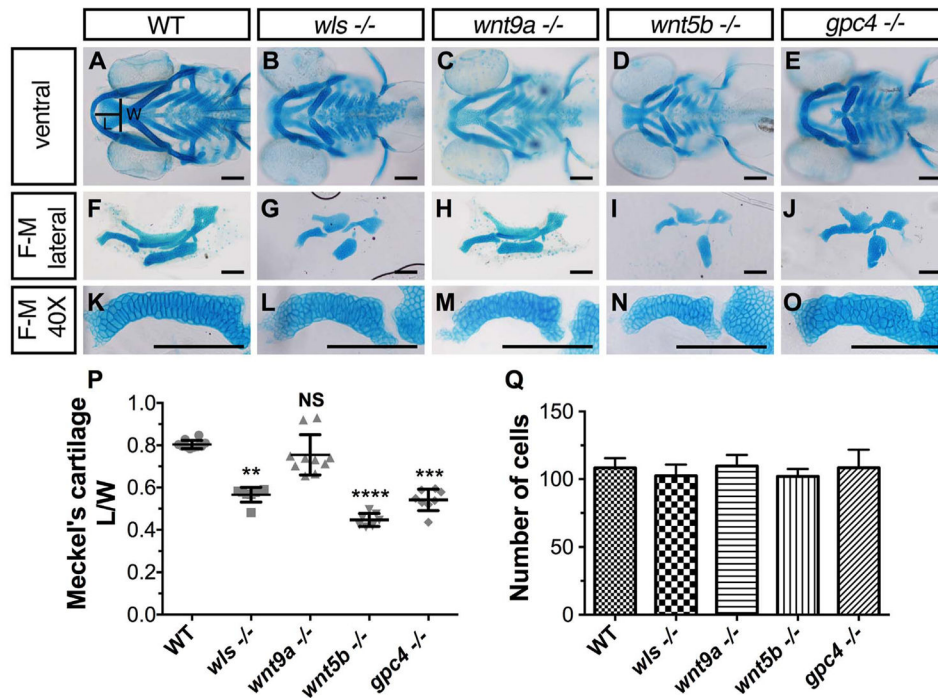 WT
wls -/-
wnt9a -/-
wnt5b -/-
gpc4 -/-
ventral
A
B
C
D
E
L
W
F-M
lateral
F
G
H
I
J
F-M
40X
K
L
M
N
O
P
Meckel's cartilage
L/W
1.0
0.8
0.6
0.4
0.2
0.0
**
NS
****
***
WT
wls -/-
wnt9a -/-
wnt5b -/-
gpc4 -/-
Q
Number of cells
150
100
50
0
WT
wls -/-
wnt9a -/-
wnt5b -/-
gpc4 -/-